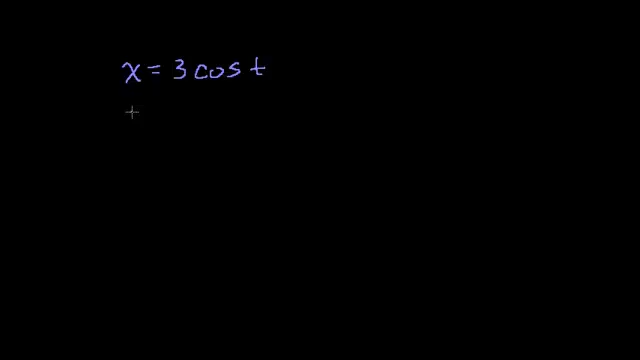 x = 3 cos t